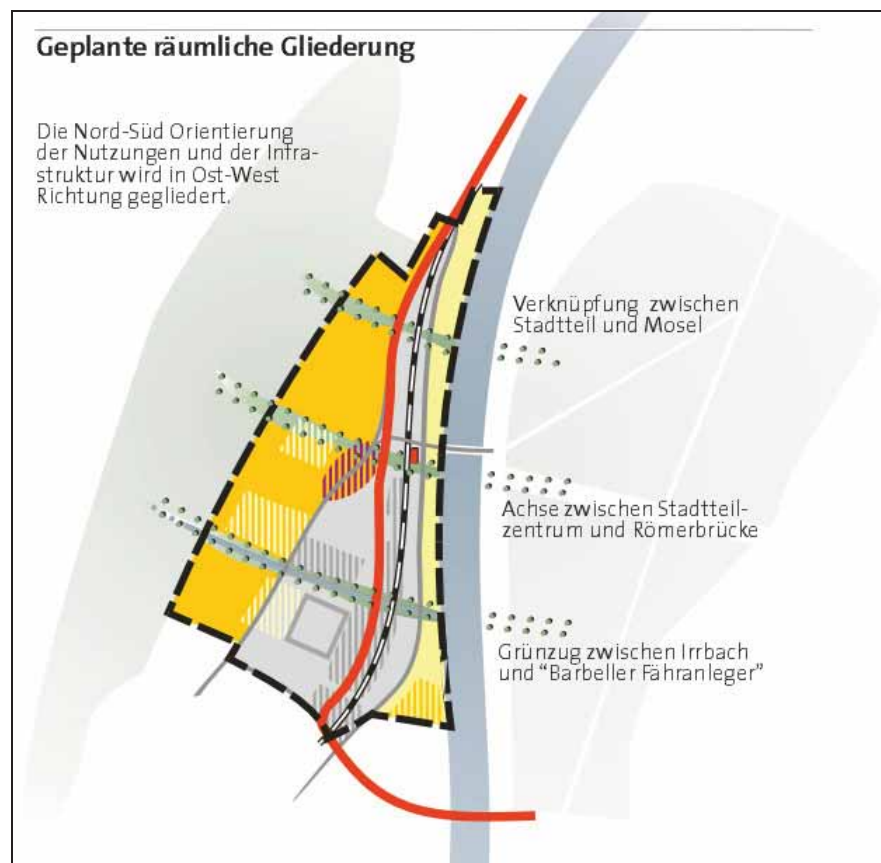 Geplante räumliche Gliederung
Die Nord-Süd Orientierung
der Nutzungen und der Infra-
struktur wird in Ost-West
Richtung gegliedert.
Verknüpfung zwischen
Stadtteil und Mosel
Achse zwischen Stadtteil-
zentrum und Römerbrücke
Grünzug zwischen Irrbach
und “Barbeller Fähranleger”